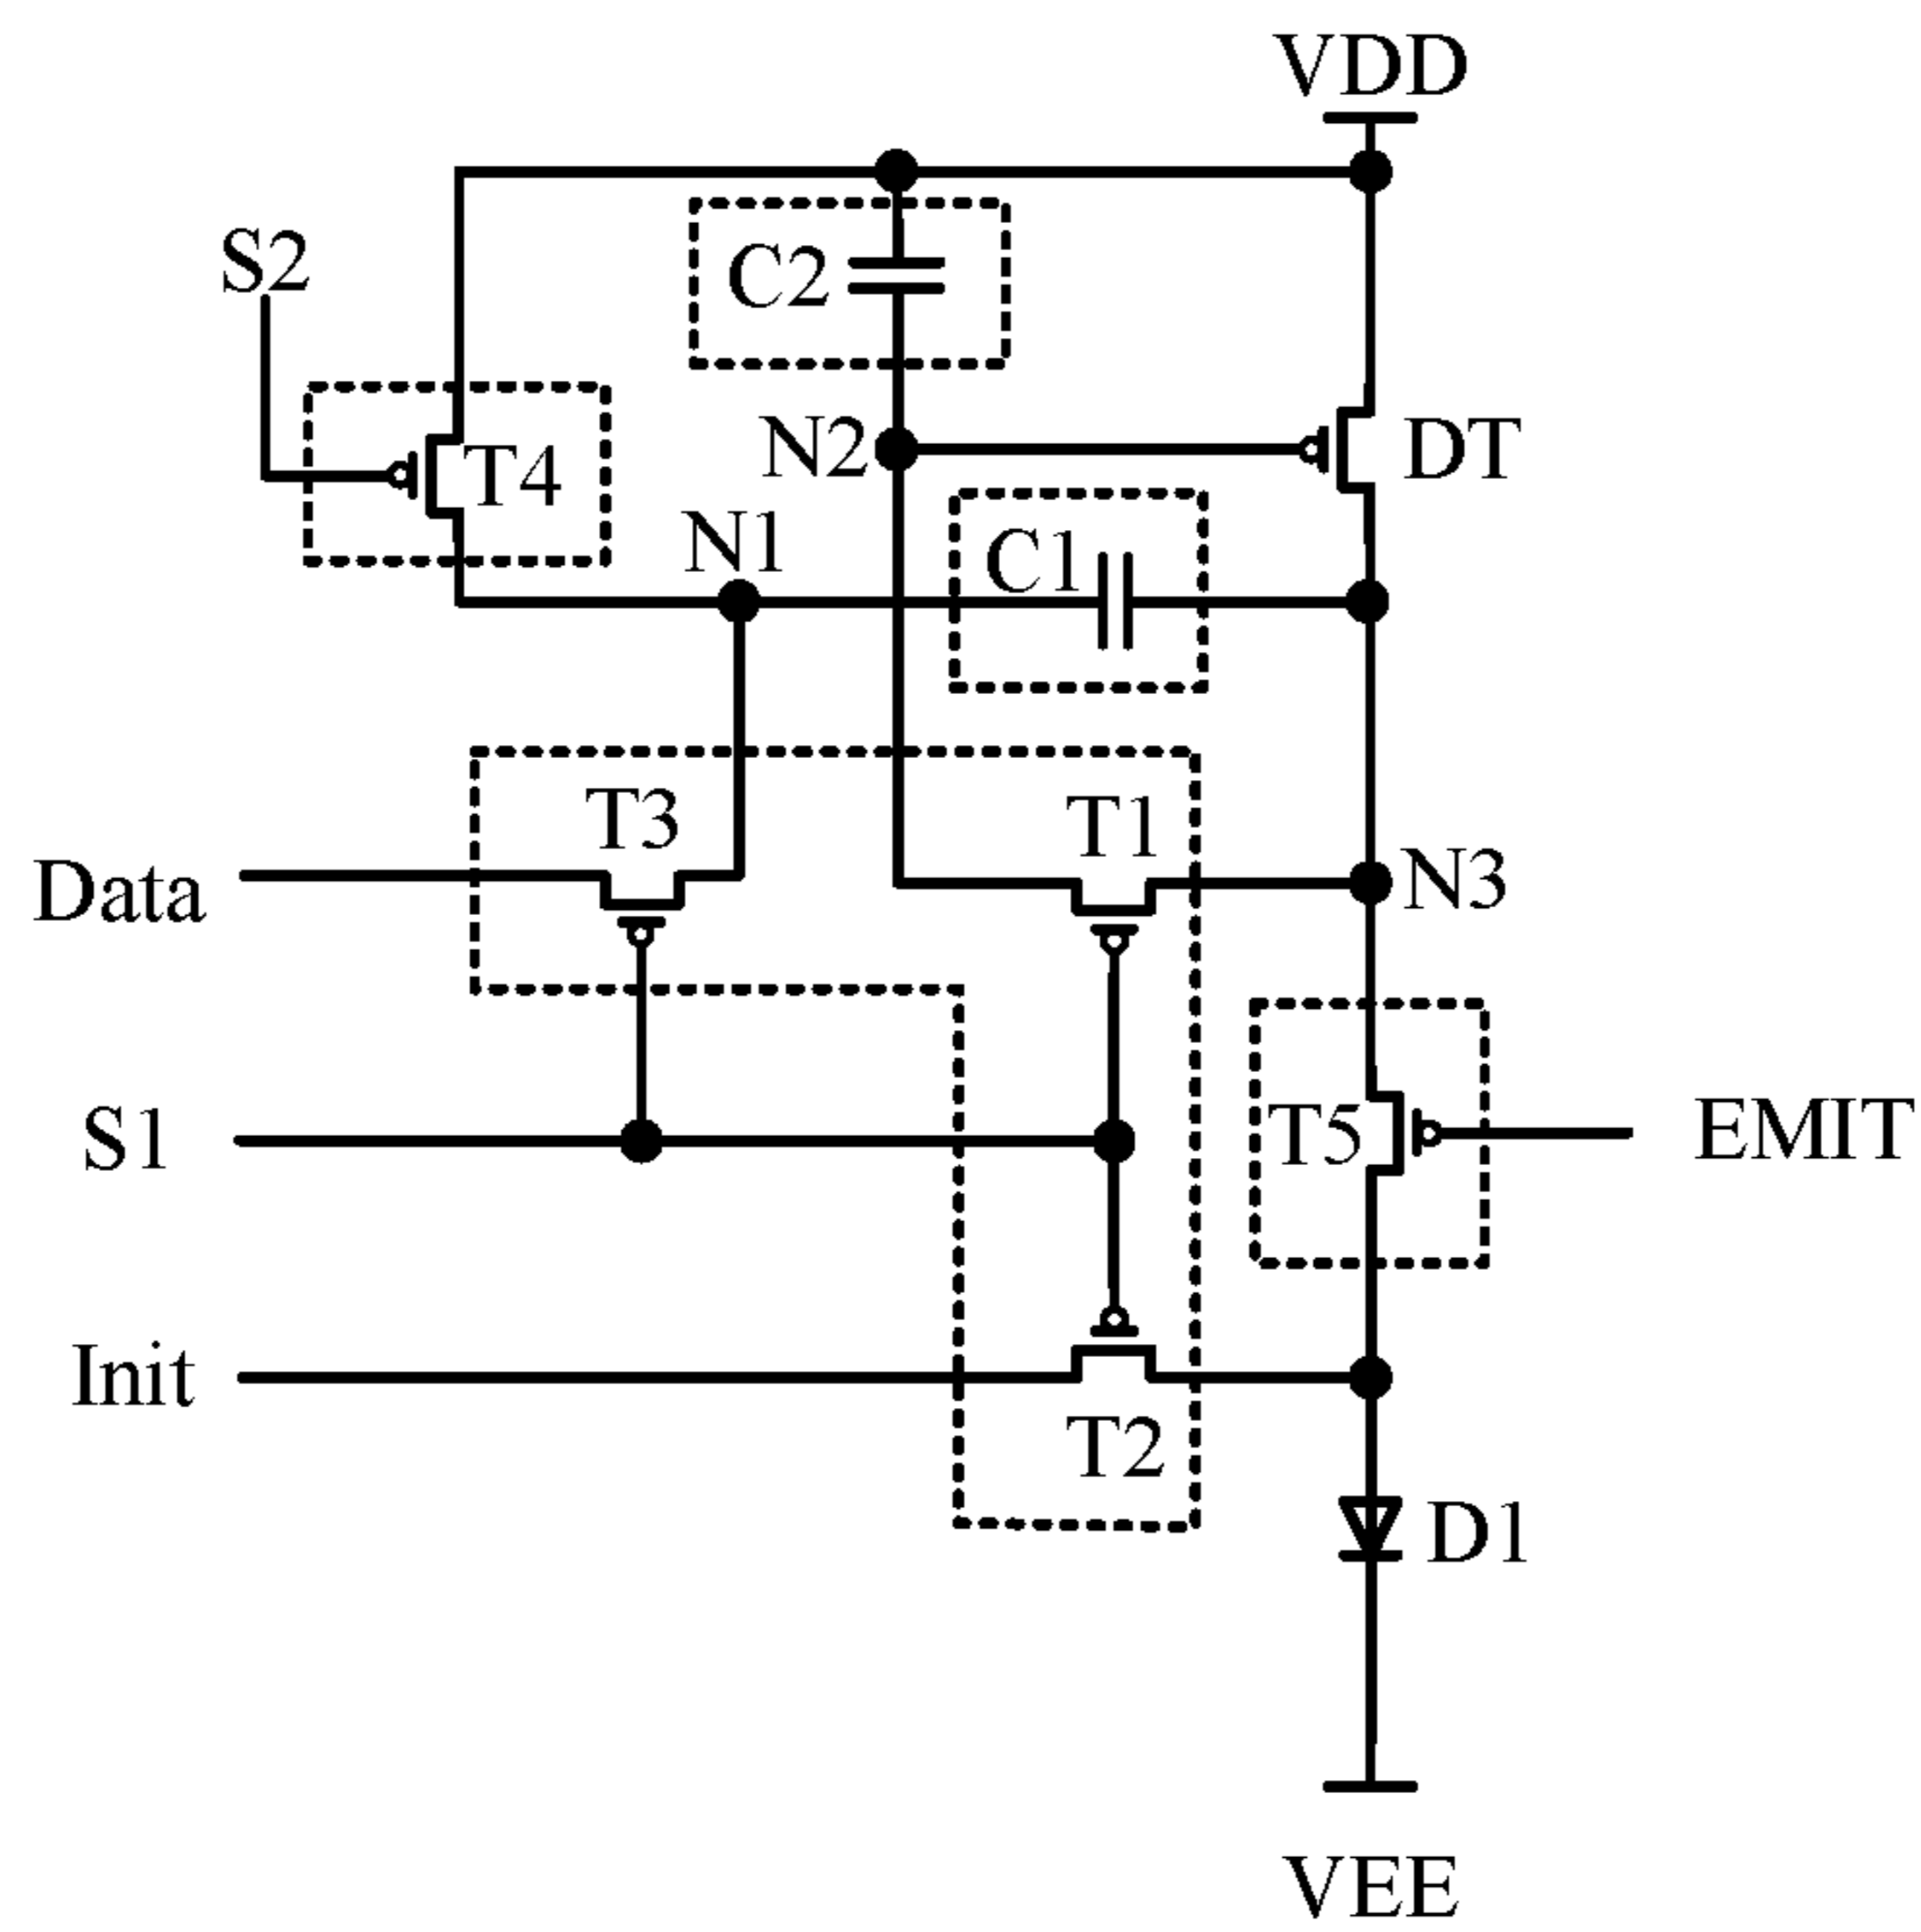 VDD
S2
C2
N2
DT
T4
N1
C1
T3
T1
Data
N3
S1
T5
EMIT
Init
T2
D1
VEE